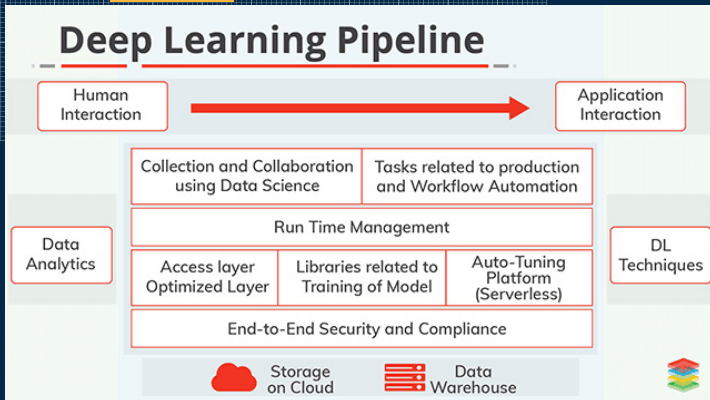 Deep Learning Pipeline
Human
Interaction
Application
Interaction
Collection and Collaboration
using Data Science
Tasks related to production
and Workflow Automation
Run Time Management
Data
Analytics
Access layer
Optimized Layer
Libraries related to
Training of Model
Auto-Tuning
Platform
(Serverless)
DL
Techniques
End-to-End Security and Compliance
Storage
on Cloud
Data
Warehouse